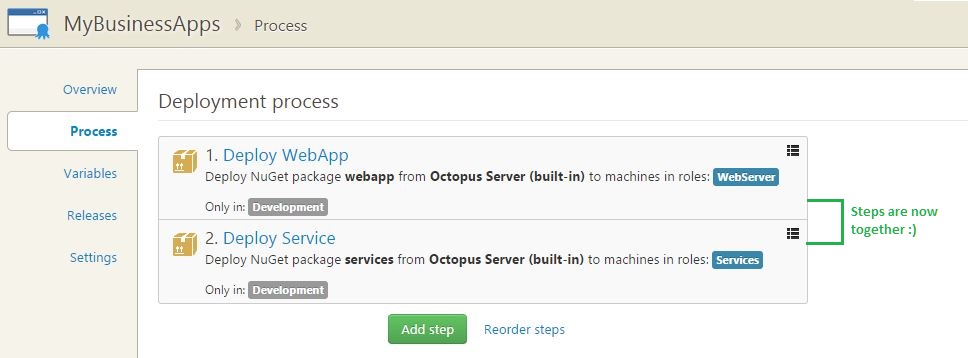 MyBusinessApps › Process
Overview
Process
Variables
Releases
Settings
Deployment process
1. Deploy WebApp
Deploy NuGet package webapp from Octopus Server (built-in) to machines in roles: WebServer
Only in: Development
2. Deploy Service
Deploy NuGet package services from Octopus Server (built-in) to machines in roles: Services
Only in: Development
Steps are now
together :)
Add step Reorder steps